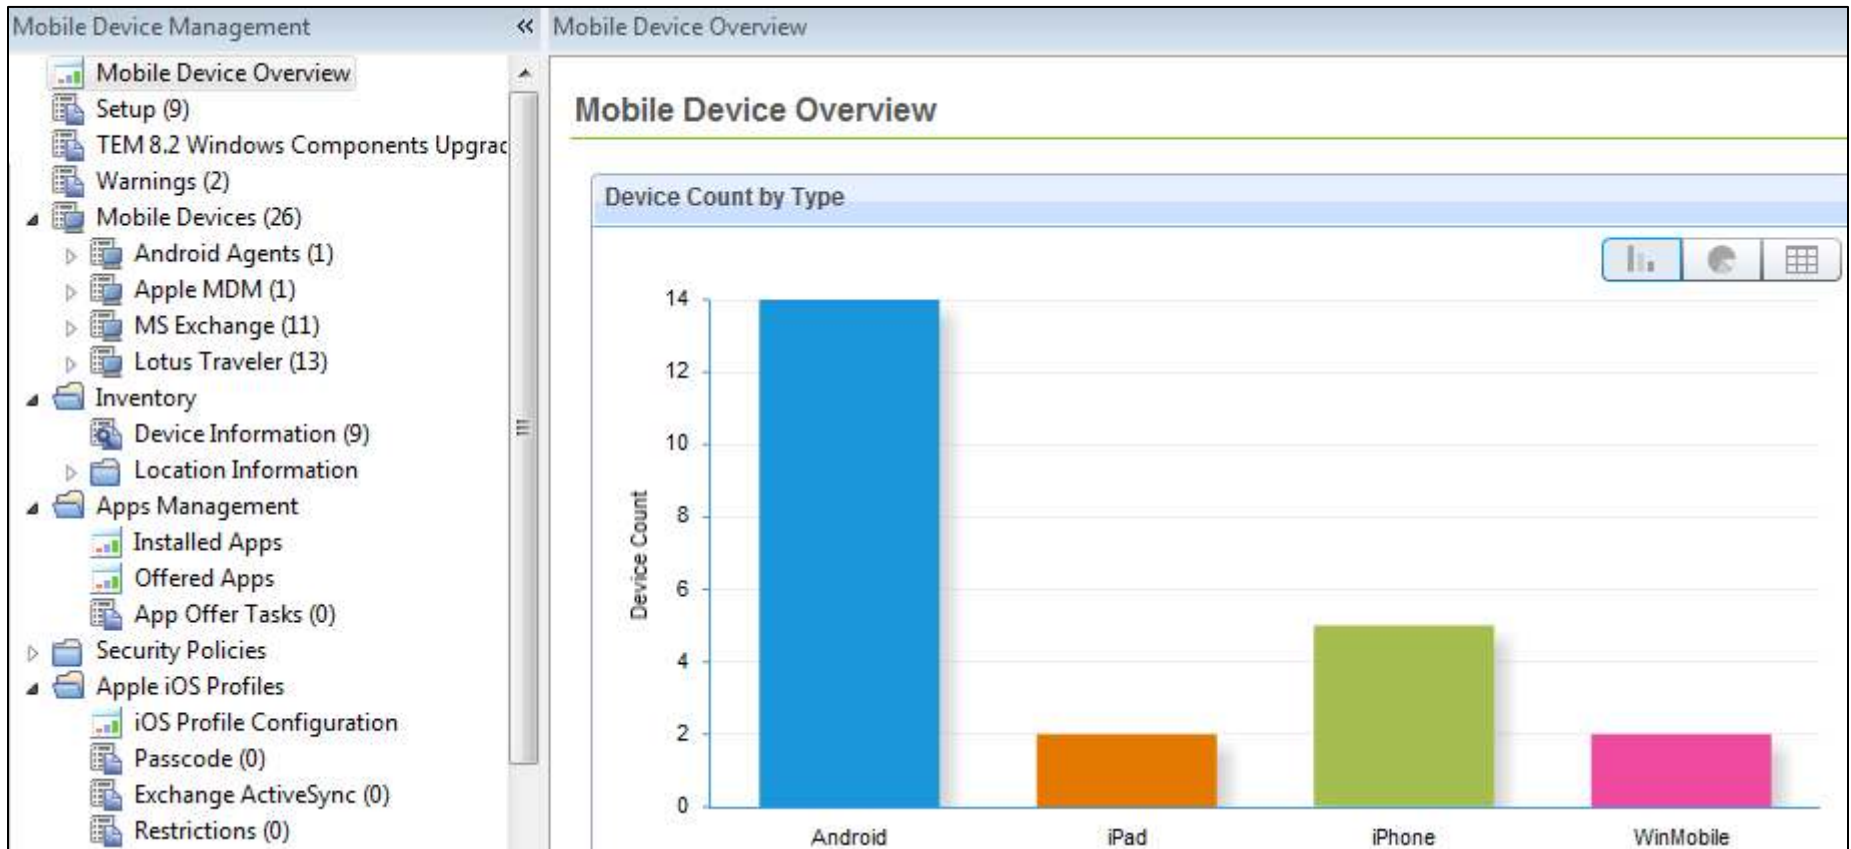 Mobile Device Management
Mobile Device Overview
Setup (9)
TEM 8.2 Windows Components Upgrac
Warnings (2)
Mobile Devices (26)
Android Agents (1)
Apple MDM (1)
MS Exchange (11)
Lotus Traveler (13)
Inventory
Device Information (9)
Location Information
Apps Management
Installed Apps
Offered Apps
App Offer Tasks (0)
Security Policies
Apple iOS Profiles
iOS Profile Configuration
Passcode (0)
Exchange ActiveSync (0)
Restrictions (0)
Mobile Device Overview
Mobile Device Overview
Device Count by Type
Device Count
14
12
10
8
6
4
2
0
Android iPad iPhone WinMobile